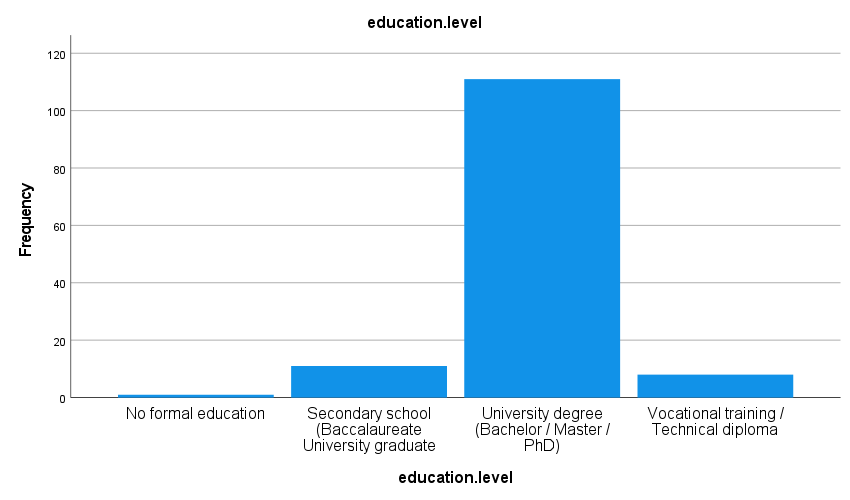 education.level
120
100
80
60
40
20
0
Frequency
No formal education
Secondary school
(Baccalaureate
University graduate
University degree
(Bachelor / Master /
PhD)
Vocational training /
Technical diploma
education.level